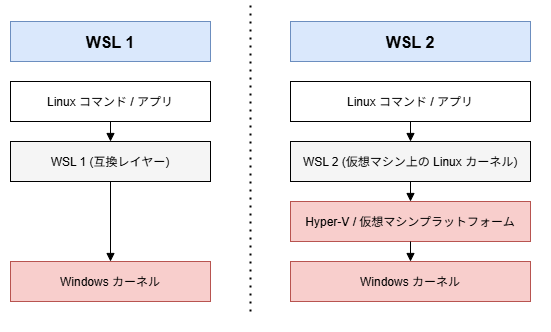 WSL 1
Linux コマンド / アプリ
WSL 1 (互換レイヤー)
Windows カーネル
WSL 2
Linux コマンド / アプリ
WSL 2 (仮想マシン上の Linux カーネル)
Hyper-V / 仮想マシンプラットフォーム
Windows カーネル